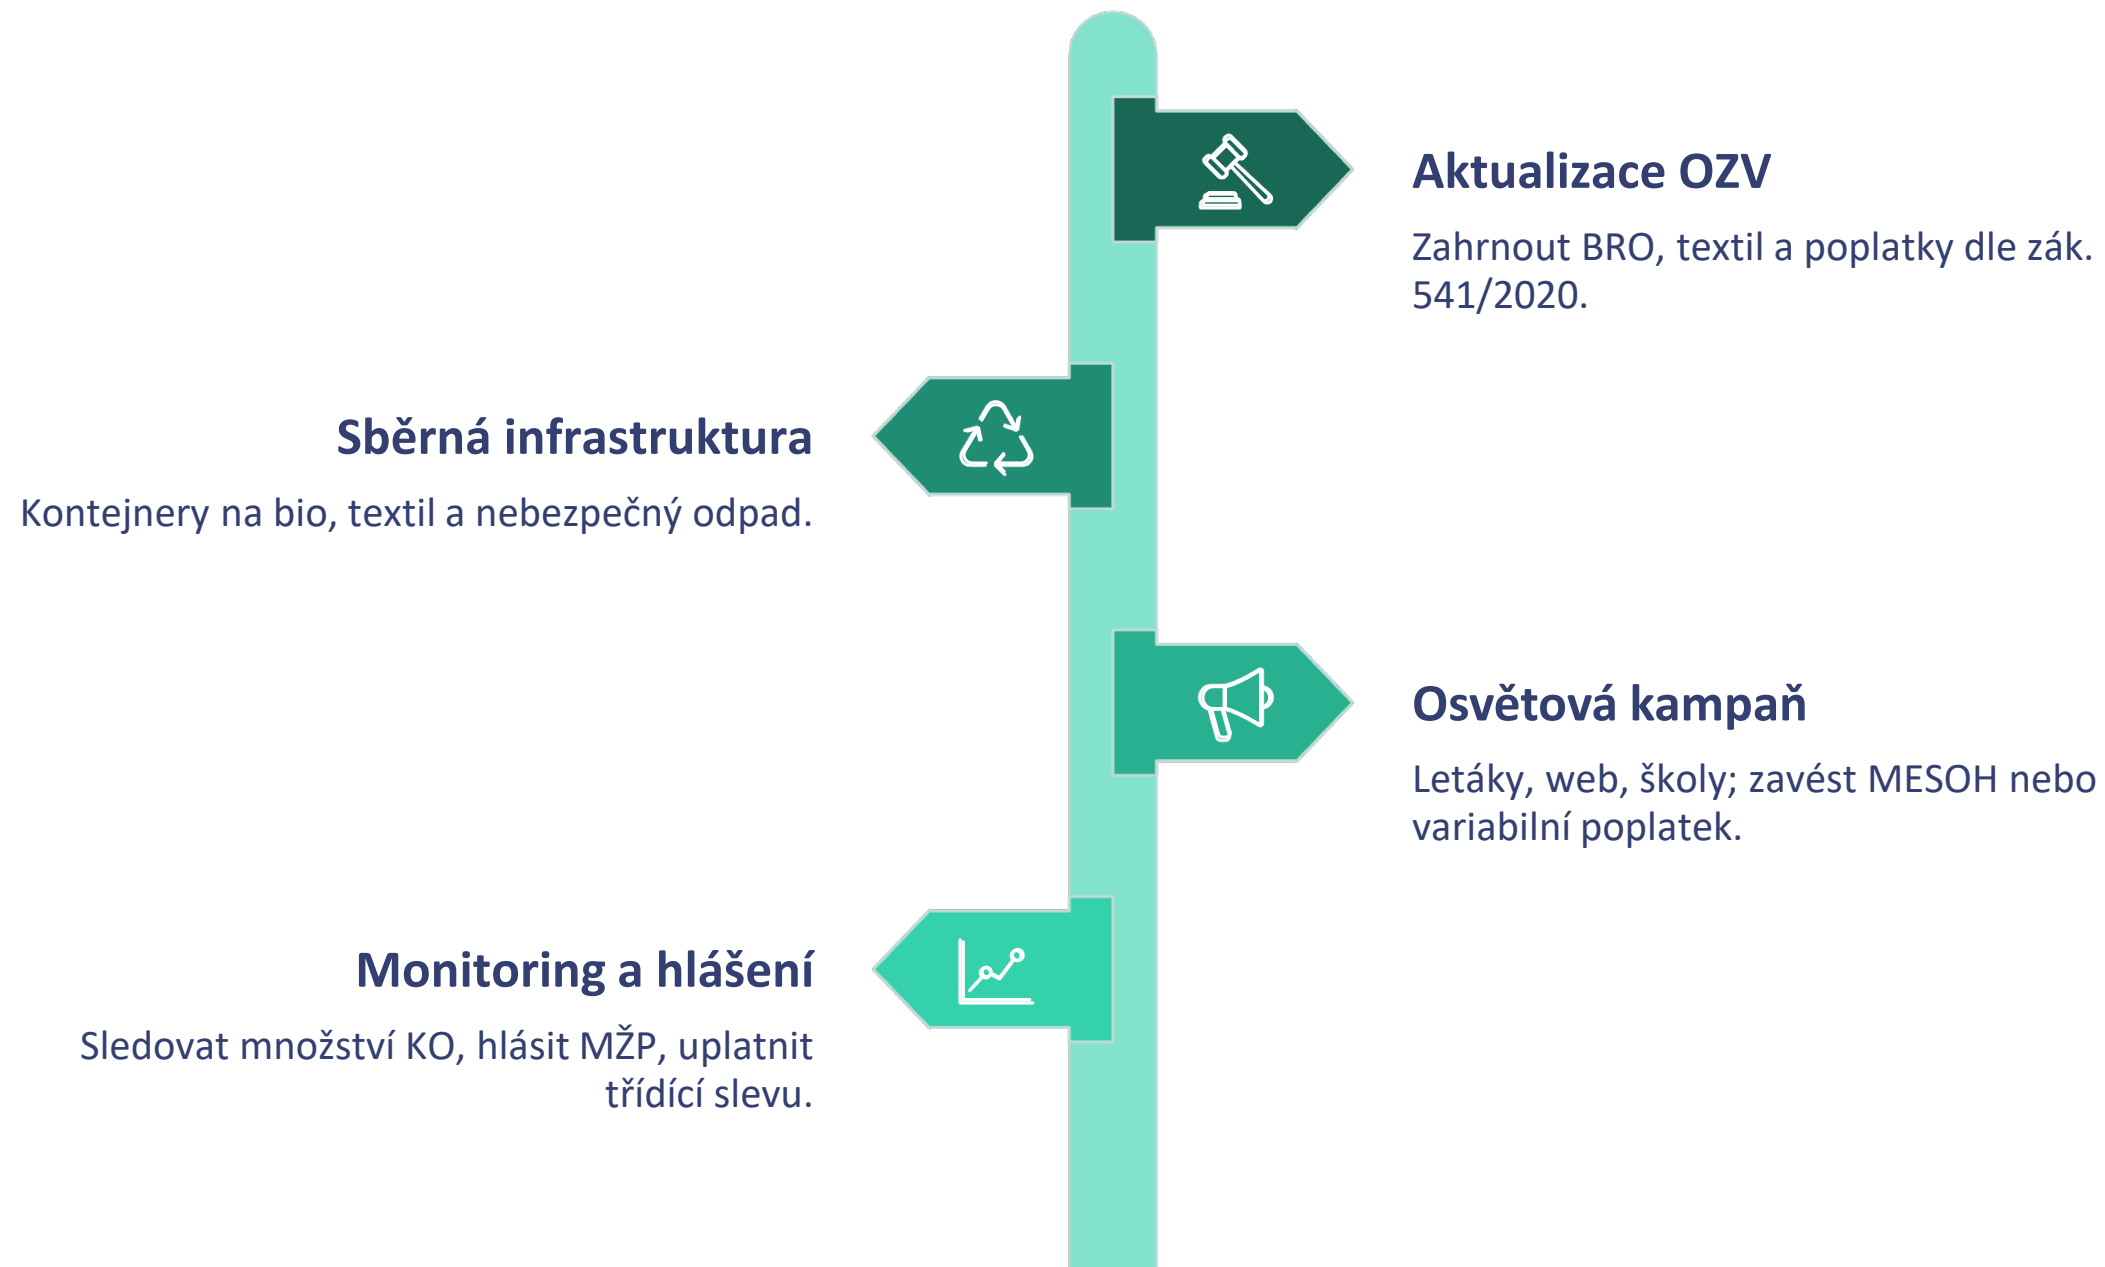 Aktualizace OZV
Zahrnout BRO, textil a poplatky dle zák.
541/2020.
Sběrná infrastruktura
Kontejnery na bio, textil a nebezpečný odpad.
Osvětová kampaň
Letáky, web, školy; zavést MESOH nebo
variabilní poplatek.
Monitoring a hlášení
Sledovat množství KO, hlásit MŽP, uplatnit
třídící slevu.